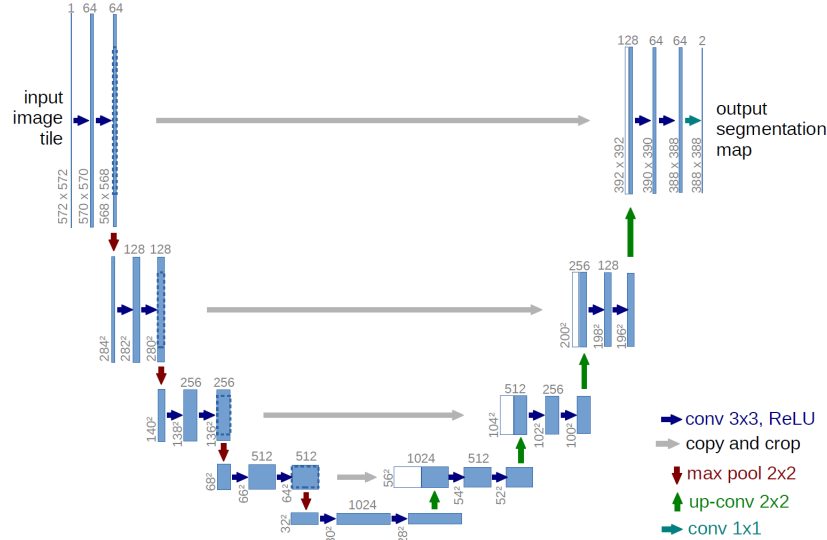 1 64 64
input
image
tile
572 x 572
570 x 570
568 x 568
128 64 64 2
output
segmentation
map
392 x 392
390 x 390
388 x 388
388 x 388
128 128
284²
282²
280²
256 128
200²
198²
196²
256 256
140²
138²
136²
512 256
104²
102²
100²
512 512
68²
66²
64²
1024 512
56²
54²
52²
1024
32²
30²
28²
conv 3x3, ReLU
copy and crop
max pool 2x2
up-conv 2x2
conv 1x1